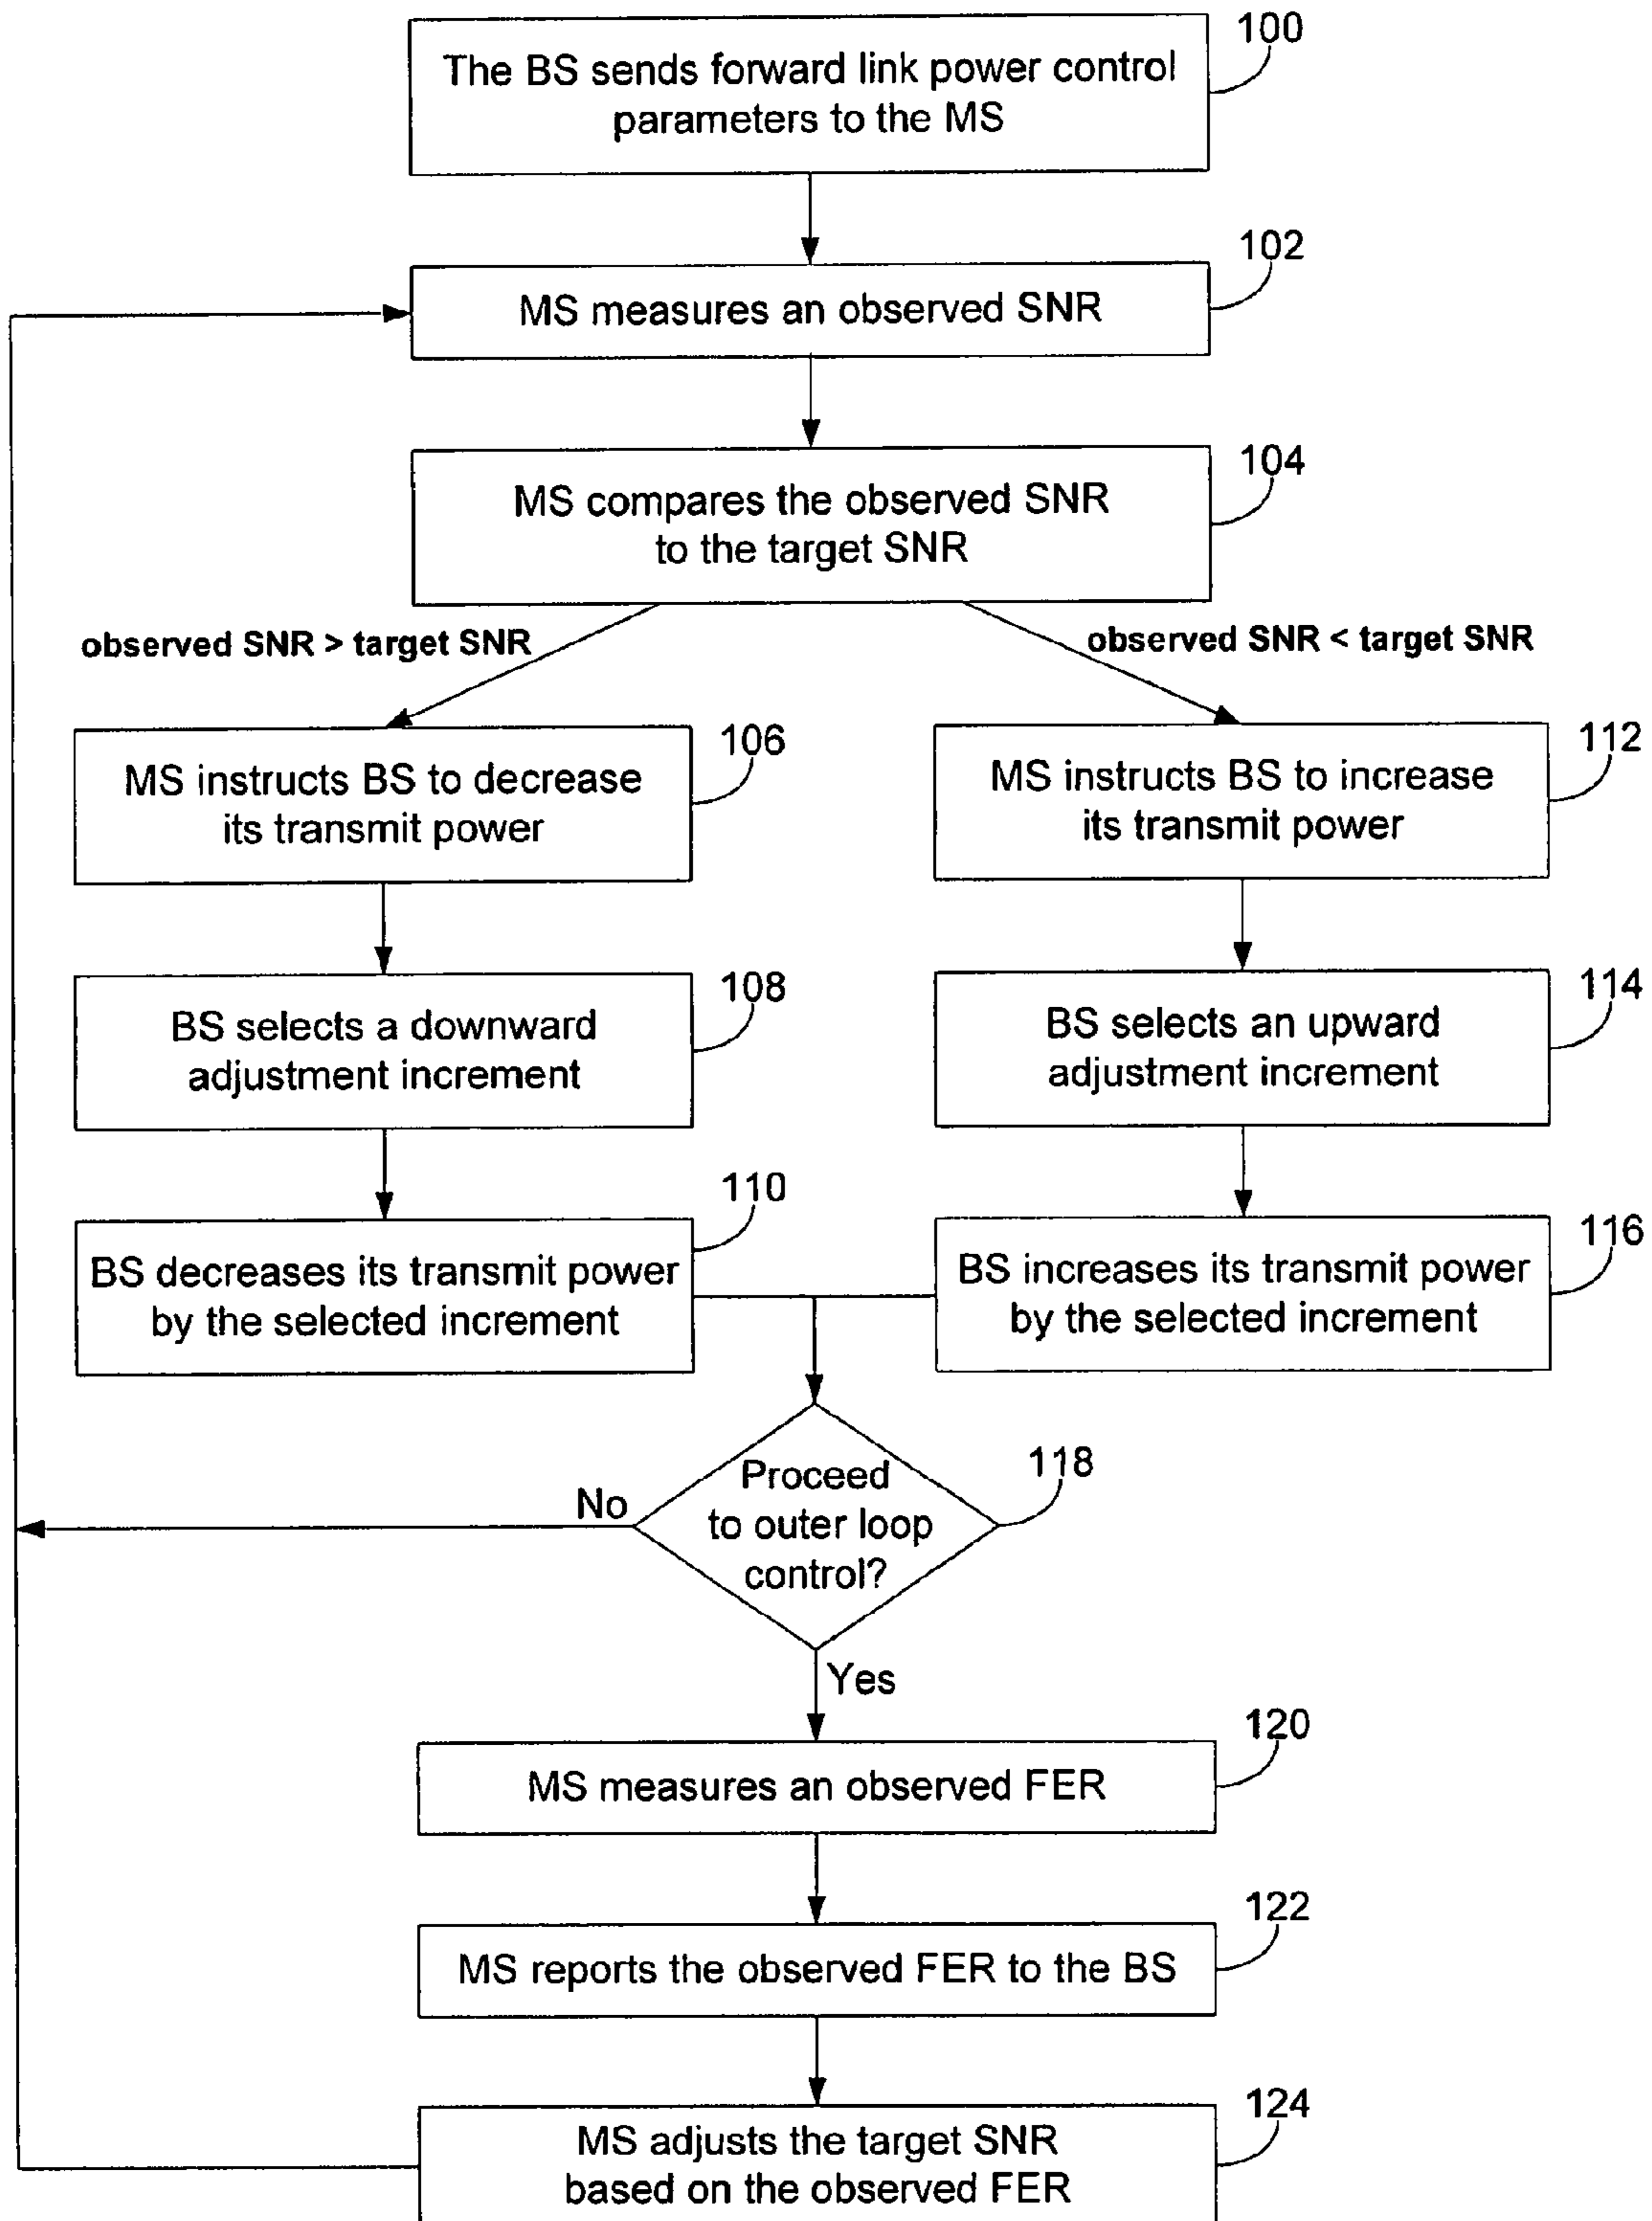 100
The BS sends forward link power control
parameters to the MS
102
MS measures an observed SNR
104
MS compares the observed SNR
to the target SNR
observed SNR > target SNR
observed SNR < target SNR
106
MS instructs BS to decrease
its transmit power
112
MS instructs BS to increase
its transmit power
108
BS selects a downward
adjustment increment
114
BS selects an upward
adjustment increment
110
BS decreases its transmit power
by the selected increment
116
BS increases its transmit power
by the selected increment
118
Proceed
to outer loop
control?
No
Yes
120
MS measures an observed FER
122
MS reports the observed FER to the BS
124
MS adjusts the target SNR
based on the observed FER